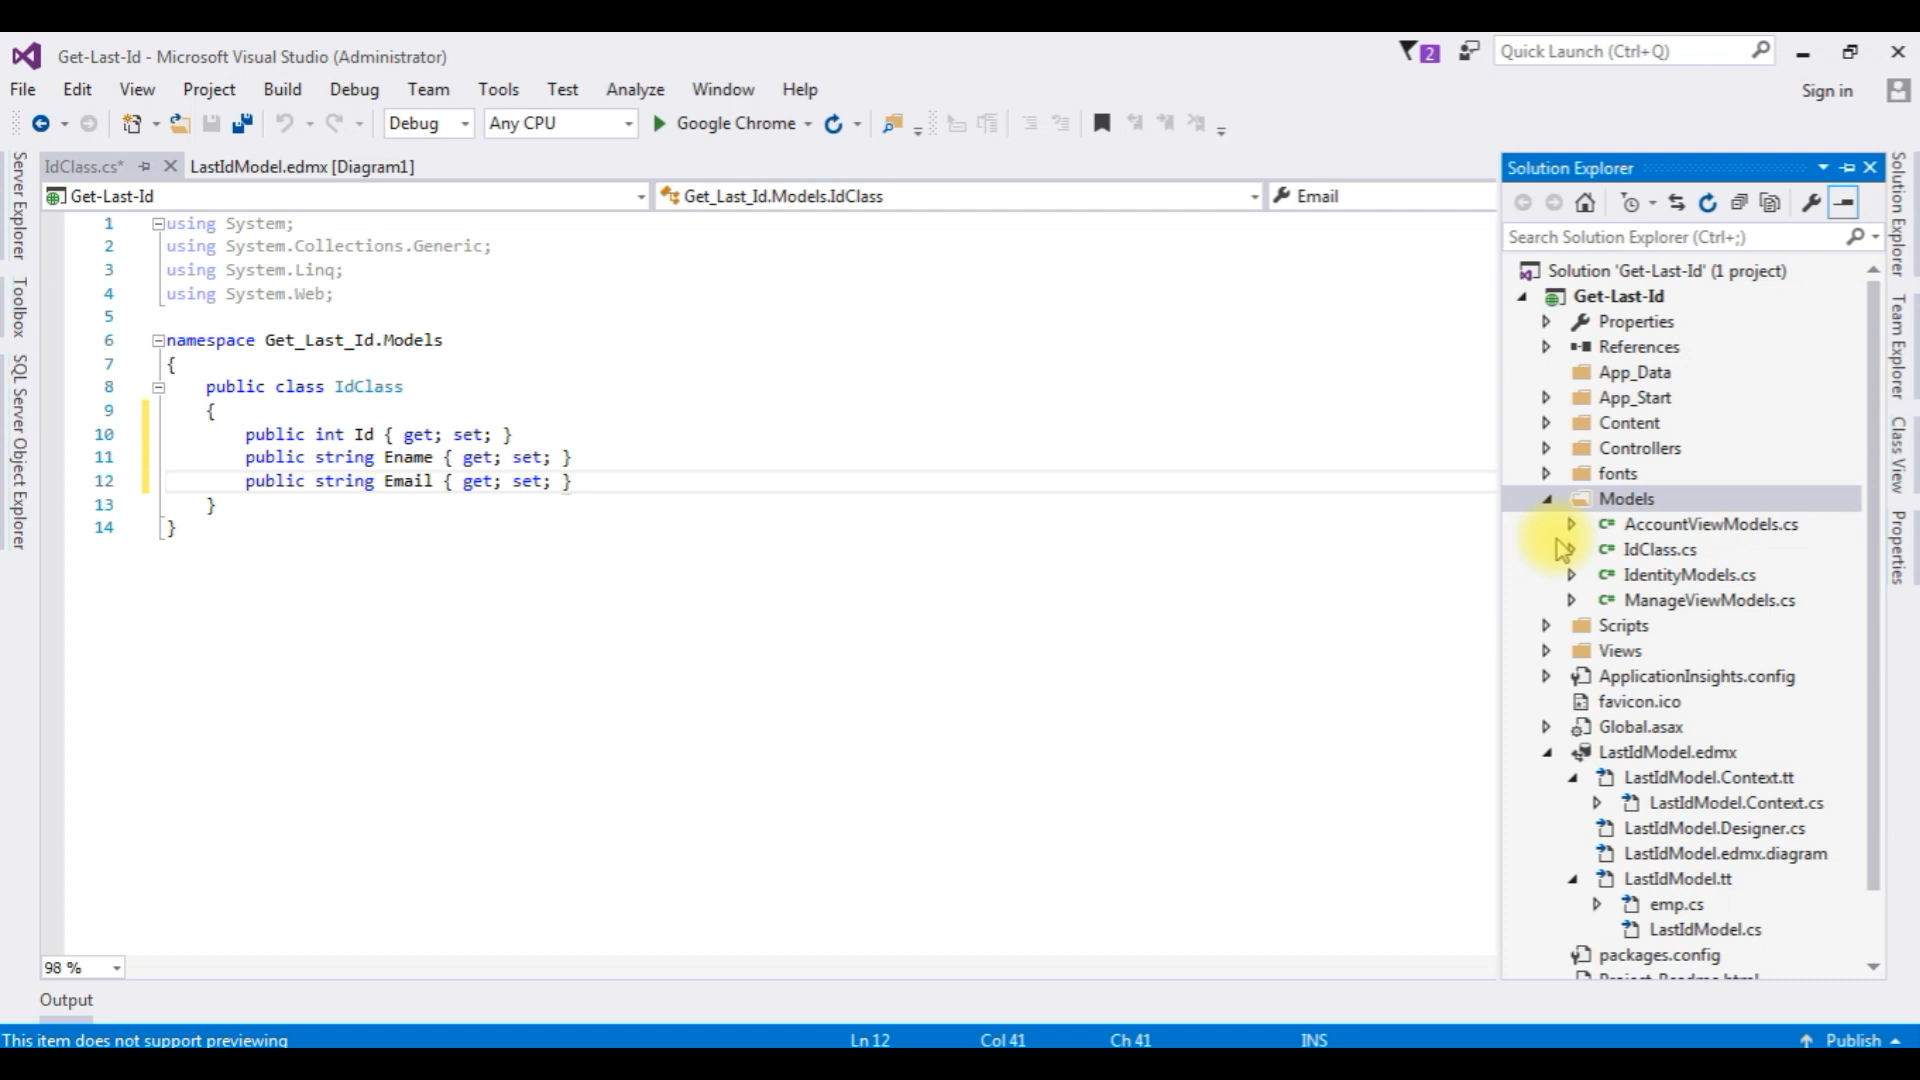 Get-Last-Id - Microsoft Visual Studio (Administrator)
2
Quick Launch (Ctrl+Q)
File Edit View Project Build Debug Team Tools Test Analyze Window Help
Sign in
Debug Any CPU Google Chrome
IdClass.cs* LastIdModel.edmx [Diagram1]
Get-Last-Id Get_Last_Id.Models.IdClass Email
1 using System;
2 using System.Collections.Generic;
3 using System.Linq;
4 using System.Web;
5
6 namespace Get_Last_Id.Models
7 {
8 public class IdClass
9 {
10 public int Id { get; set; }
11 public string Ename { get; set; }
12 public string Email { get; set; }
13 }
14 }
98 %
Output
This item does not support previewing Ln 12 Col 41 Ch 41 INS Publish
Server Explorer
Toolbox
SQL Server Object Explorer
Solution Explorer
Search Solution Explorer (Ctrl+;)
Solution 'Get-Last-Id' (1 project)
Get-Last-Id
Properties
References
App_Data
App_Start
Content
Controllers
fonts
Models
AccountViewModels.cs
IdClass.cs
IdentityModels.cs
ManageViewModels.cs
Scripts
Views
ApplicationInsights.config
favicon.ico
Global.asax
LastIdModel.edmx
LastIdModel.Context.tt
LastIdModel.Context.cs
LastIdModel.Designer.cs
LastIdModel.edmx.diagram
LastIdModel.tt
emp.cs
LastIdModel.cs
packages.config
Solution Explorer
Team Explorer
Class View
Properties